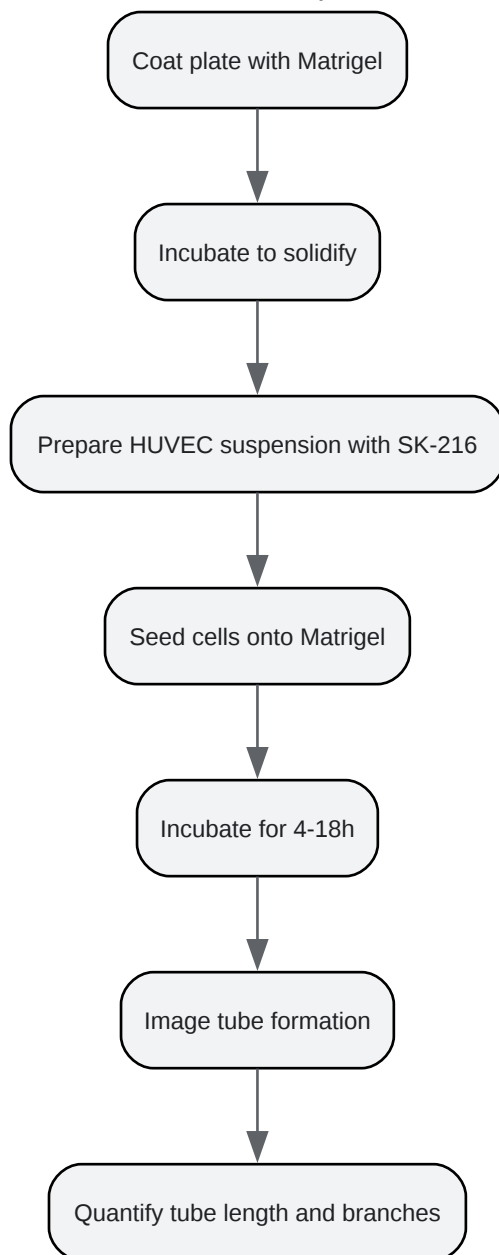 Coat plate with Matrigel
Incubate to solidify
Prepare HUVEC suspension with SK-216
Seed cells onto Matrigel
Incubate for 4-18h
Image tube formation
Quantify tube length and branches